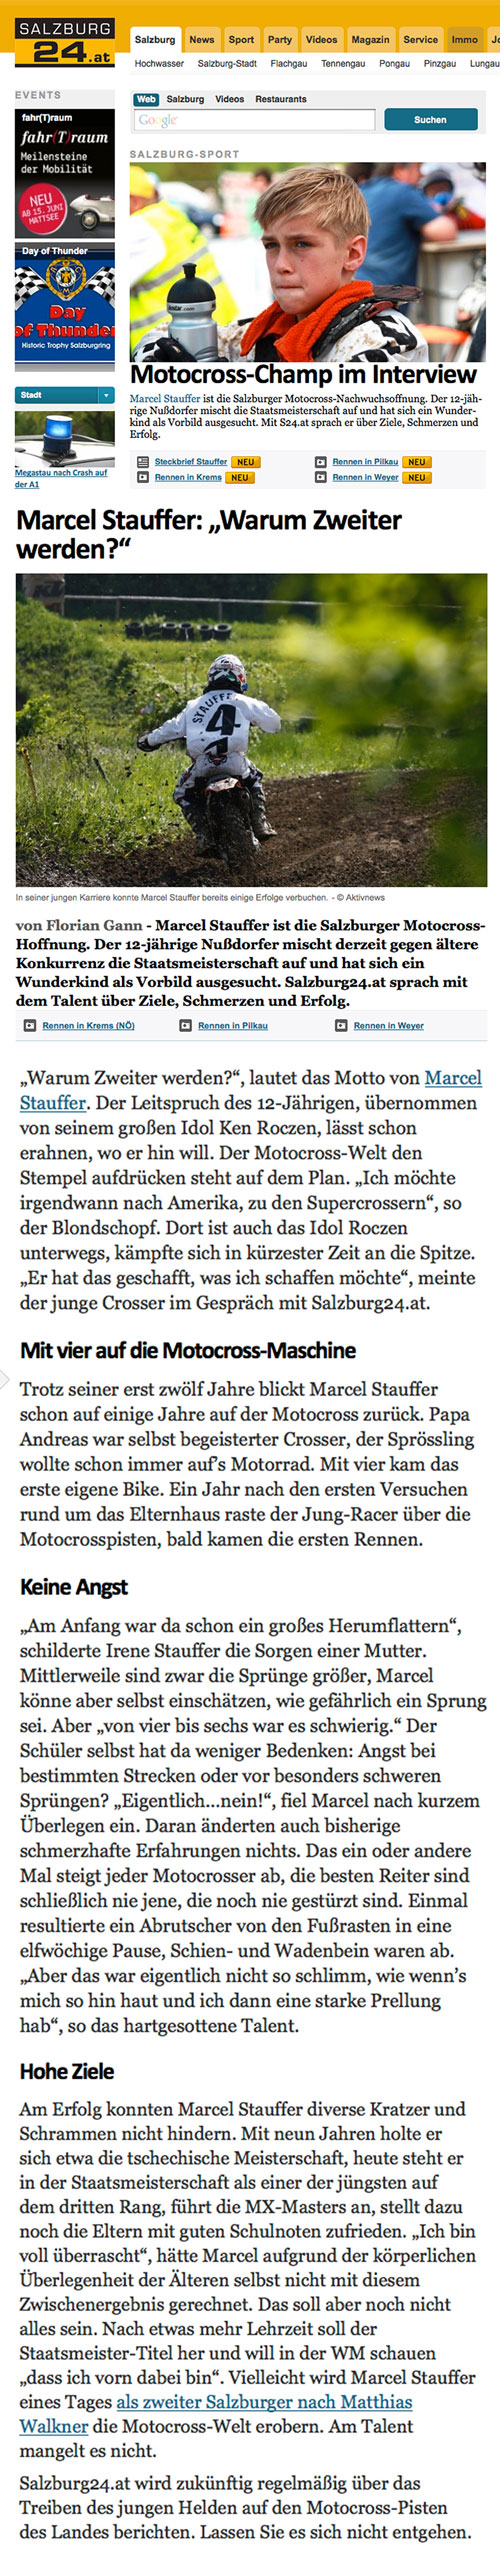 SALZBURG
24.at
Salzburg News Sport Party Videos Magazin Service Immo
Hochwasser Salzburg-Stadt Flachgau Tennengau Pongau Pinzgau Lungau
EVENTS
fahr(T)raum
fahr(T)raum
Meilensteine
der Mobilität
NEU
AB 15. JUNI
MATTSEE
Day of Thunder
Day
of Thunder
Historic Trophy Salzburgring
Stadt
Megastau nach Crash auf
der A1
Web Salzburg Videos Restaurants
Google
Suchen
SALZBURG-SPORT
Motocross-Champ im Interview
Marcel Stauffer ist die Salzburger Motocross-Nachwuchsoffnung. Der 12-jäh-
rige Nußdorfer mischt die Staatsmeisterschaft auf und hat sich ein Wunder-
kind als Vorbild ausgesucht. Mit S24.at sprach er über Ziele, Schmerzen und
Erfolg.
Steckbrief Stauffer NEU Rennen in Pilkau NEU
Rennen in Krems NEU Rennen in Weyer NEU
Marcel Stauffer: „Warum Zweiter
werden?“
STAUFFER
4
In seiner jungen Karriere konnte Marcel Stauffer bereits einige Erfolge verbuchen. - © Aktivnews
von Florian Gann - Marcel Stauffer ist die Salzburger Motocross-
Hoffnung. Der 12-jährige Nußdorfer mischt derzeit gegen ältere
Konkurrenz die Staatsmeisterschaft auf und hat sich ein
Wunderkind als Vorbild ausgesucht. Salzburg24.at sprach mit
dem Talent über Ziele, Schmerzen und Erfolg.
Rennen in Krems (NÖ) Rennen in Pilkau Rennen in Weyer
„Warum Zweiter werden?“, lautet das Motto von Marcel
Stauffer. Der Leitspruch des 12-Jährigen, übernommen
von seinem großen Idol Ken Roczen, lässt schon
erahnen, wo er hin will. Der Motocross-Welt den
Stempel aufdrücken steht auf dem Plan. „Ich möchte
irgendwann nach Amerika, zu den Supercrossern“, so
der Blondschopf. Dort ist auch das Idol Roczen
unterwegs, kämpfte sich in kürzester Zeit an die Spitze.
„Er hat das geschafft, was ich schaffen möchte“, meinte
der junge Crosser im Gespräch mit Salzburg24.at.
Mit vier auf die Motocross-Maschine
Trotz seiner erst zwölf Jahre blickt Marcel Stauffer
schon auf einige Jahre auf der Motocross zurück. Papa
Andreas war selbst begeisterter Crosser, der Sprössling
wollte schon immer auf's Motorrad. Mit vier kam das
erste eigene Bike. Ein Jahr nach den ersten Versuchen
rund um das Elternhaus raste der Jung-Racer über die
Motocrosspisten, bald kamen die ersten Rennen.
Keine Angst
„Am Anfang war da schon ein großes Herumflattern“,
schilderte Irene Stauffer die Sorgen einer Mutter.
Mittlerweile sind zwar die Sprünge größer, Marcel
könne aber selbst einschätzen, wie gefährlich ein Sprung
sei. Aber „von vier bis sechs war es schwierig.“ Der
Schüler selbst hat da weniger Bedenken: Angst bei
bestimmten Strecken oder vor besonders schweren
Sprüngen? „Eigentlich...nein!“, fiel Marcel nach kurzem
Überlegen ein. Daran änderten auch bisherige
schmerzhafte Erfahrungen nichts. Das ein oder andere
Mal steigt jeder Motocrosser ab, die besten Reiter sind
schließlich nie jene, die noch nie gestürzt sind. Einmal
resultierte ein Abrutscher von den Fußrasten in eine
elfwöchige Pause, Schien- und Wadenbein waren ab.
„Aber das war eigentlich nicht so schlimm, wie wenn's
mich so hin haut und ich dann eine starke Prellung
hab“, so das hartgesottene Talent.
Hohe Ziele
Am Erfolg konnten Marcel Stauffer diverse Kratzer und
Schrammen nicht hindern. Mit neun Jahren holte er
sich etwa die tschechische Meisterschaft, heute steht er
in der Staatsmeisterschaft als einer der jüngsten auf
dem dritten Rang, führt die MX-Masters an, stellt dazu
noch die Eltern mit guten Schulnoten zufrieden. „Ich bin
voll überrascht“, hätte Marcel aufgrund der körperlichen
Überlegenheit der Älteren selbst nicht mit diesem
Zwischenergebnis gerechnet. Das soll aber noch nicht
alles sein. Nach etwas mehr Lehrzeit soll der
Staatsmeister-Titel her und will in der WM schauen
„dass ich vorn dabei bin“. Vielleicht wird Marcel Stauffer
eines Tages als zweiter Salzburger nach Matthias
Walkner die Motocross-Welt erobern. Am Talent
mangelt es nicht.
Salzburg24.at wird zukünftig regelmäßig über das
Treiben des jungen Helden auf den Motocross-Pisten
des Landes berichten. Lassen Sie es sich nicht entgehen.